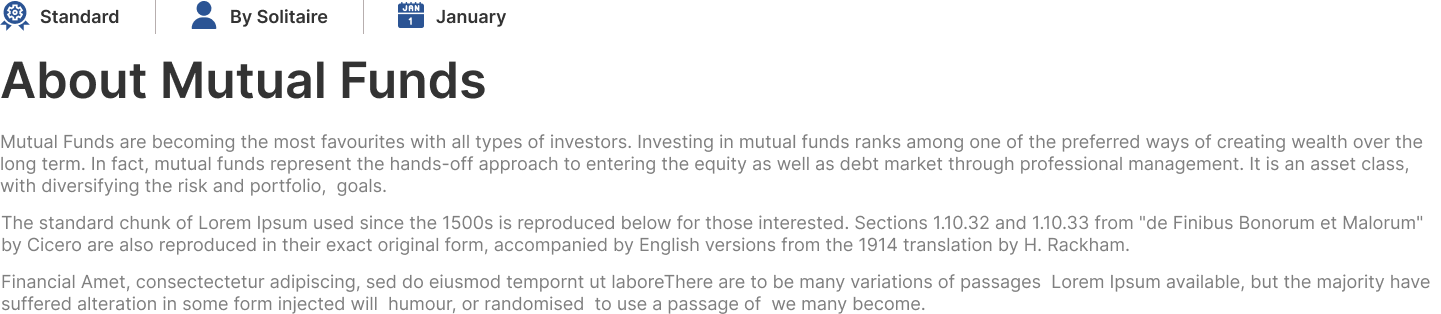 Standard
By Solitaire
JAN
1
January
About Mutual Funds
Mutual Funds are becoming the most favourites with all types of investors. Investing in mutual funds ranks among one of the preferred ways of creating wealth over the
long term. In fact, mutual funds represent the hands-off approach to entering the equity as well as debt market through professional management. It is an asset class,
with diversifying the risk and portfolio,  goals.
The standard chunk of Lorem Ipsum used since the 1500s is reproduced below for those interested. Sections 1.10.32 and 1.10.33 from "de Finibus Bonorum et Malorum"
by Cicero are also reproduced in their exact original form, accompanied by English versions from the 1914 translation by H. Rackham.
Financial Amet, consectectetur adipiscing, sed do eiusmod tempornt ut laboreThere are to be many variations of passages  Lorem Ipsum available, but the majority have
suffered alteration in some form injected will  humour, or randomised  to use a passage of  we many become.